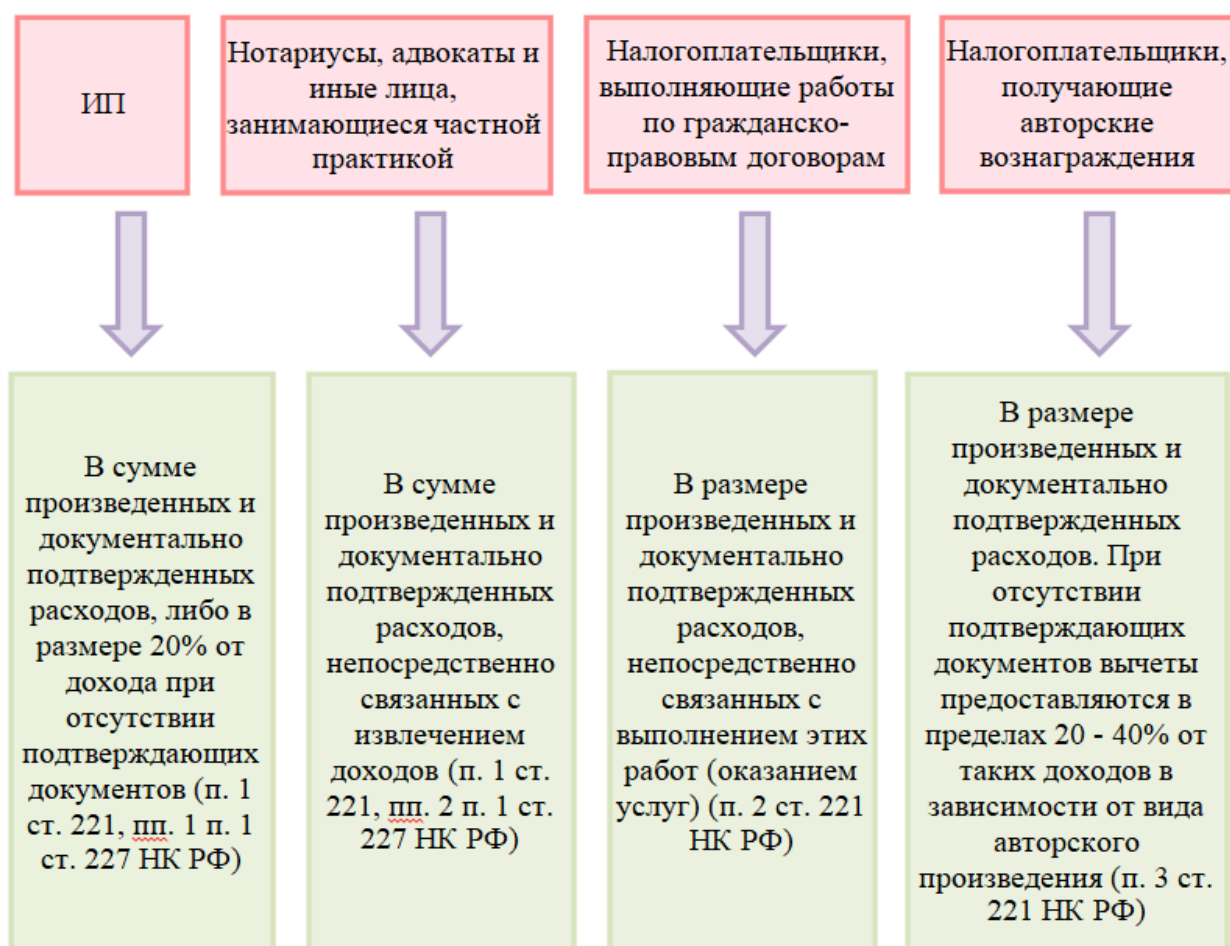 ИП
Нотариусы, адвокаты и
иные лица,
занимающиеся частной
практикой
Налогоплательщики,
выполняющие работы
по гражданско-
правовым договорам
Налогоплательщики,
получающие
авторские
вознаграждения
В сумме
произведенных и
документально
подтвержденных
расходов, либо в
размере 20% от
дохода при
отсутствии
подтверждающих
документов (п. 1
ст. 221, пп. 1 п. 1
ст. 227 НК РФ)
В сумме
произведенных и
документально
подтвержденных
расходов,
непосредственно
связанных с
извлечением
доходов (п. 1 ст.
221, пп. 2 п. 1 ст.
227 НК РФ)
В размере
произведенных и
документально
подтвержденных
расходов,
непосредственно
связанных с
выполнением этих
работ (оказанием
услуг) (п. 2 ст. 221
НК РФ)
В размере
произведенных и
документально
подтвержденных
расходов. При
отсутствии
подтверждающих
документов вычеты
предоставляются в
пределах 20 - 40% от
таких доходов в
зависимости от вида
авторского
произведения (п. 3 ст.
221 НК РФ)